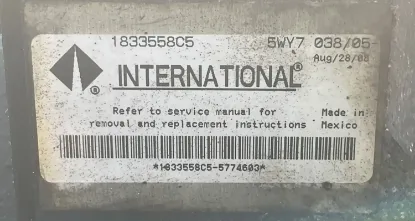 1833558C5 5WY7 038/05-
Aug/28/08
INTERNATIONAL®
®
Refer to service manual for
removal and replacement instructions
Made in
Mexico
*1833558C5-5774603*